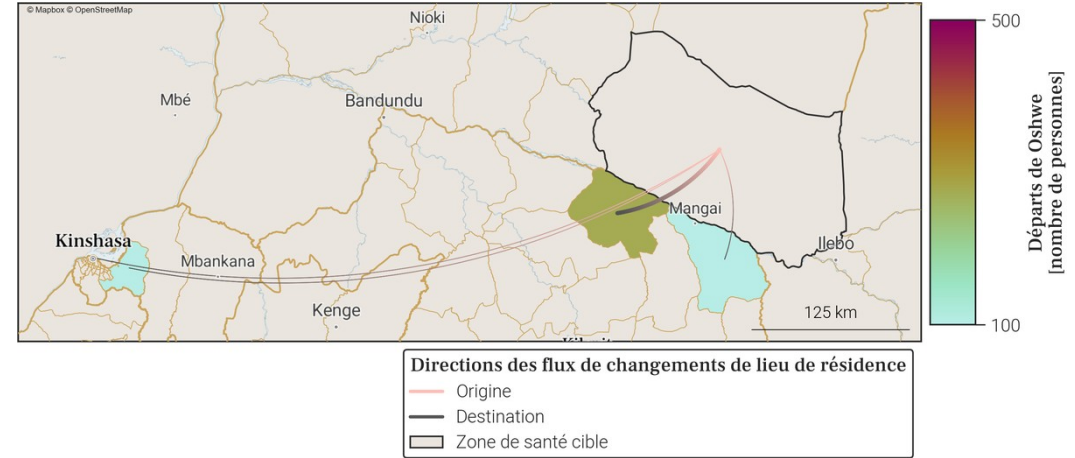 © Mapbox © OpenStreetMap
Nioki
Mbé
Bandundu
Mangai
Kinshasa
Mbankana
Ilebo
Kenge
125 km
500
100
Départs de Oshwe
[nombre de personnes]
Directions des flux de changements de lieu de résidence
Origine
Destination
Zone de santé cible